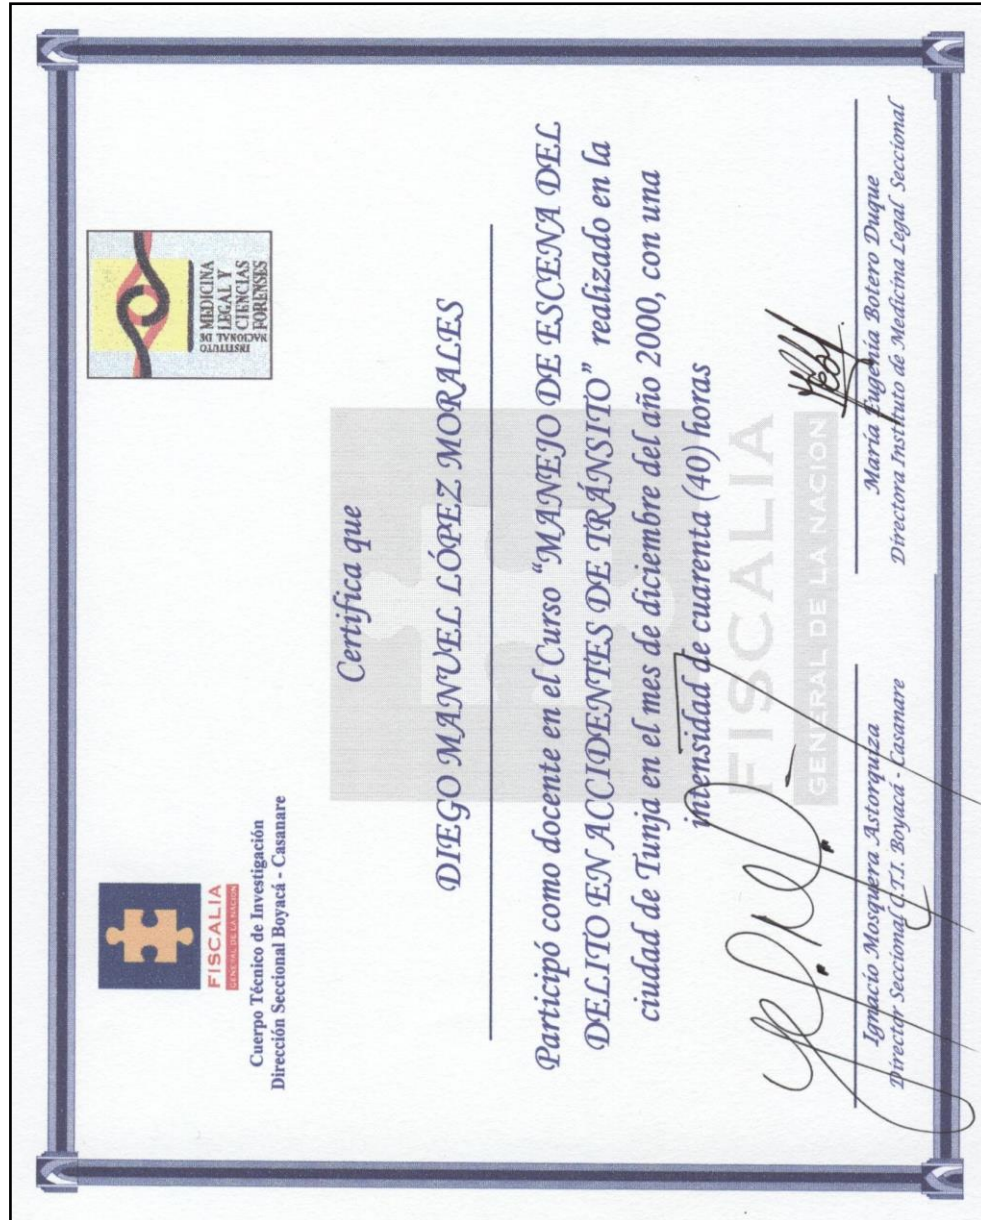 FISCALIA
GENERAL DE LA NACION
Cuerpo Técnico de Investigación
Dirección Seccional Boyacá - Casanare
INSTITUTO
NACIONAL DE MEDICINA
LEGAL Y
CIENCIAS
FORENSES
Certifica que
DIEGO MANUEL LÓPEZ MORALES
Participó como docente en el Curso “MANEJO DE ESCENA DEL
DELITO EN ACCIDENTES DE TRÁNSITO” realizado en la
ciudad de Tunja en el mes de diciembre del año 2000, con una
intensidad de cuarenta (40) horas
FISCALIA
GENERAL DE LA NACION
Ignacio Mosquera Astorquiza
Director Seccional C.T.I. Boyacá - Casanare
María Eugenia Botero Duque
Directora Instituto de Medicina Legal Seccional